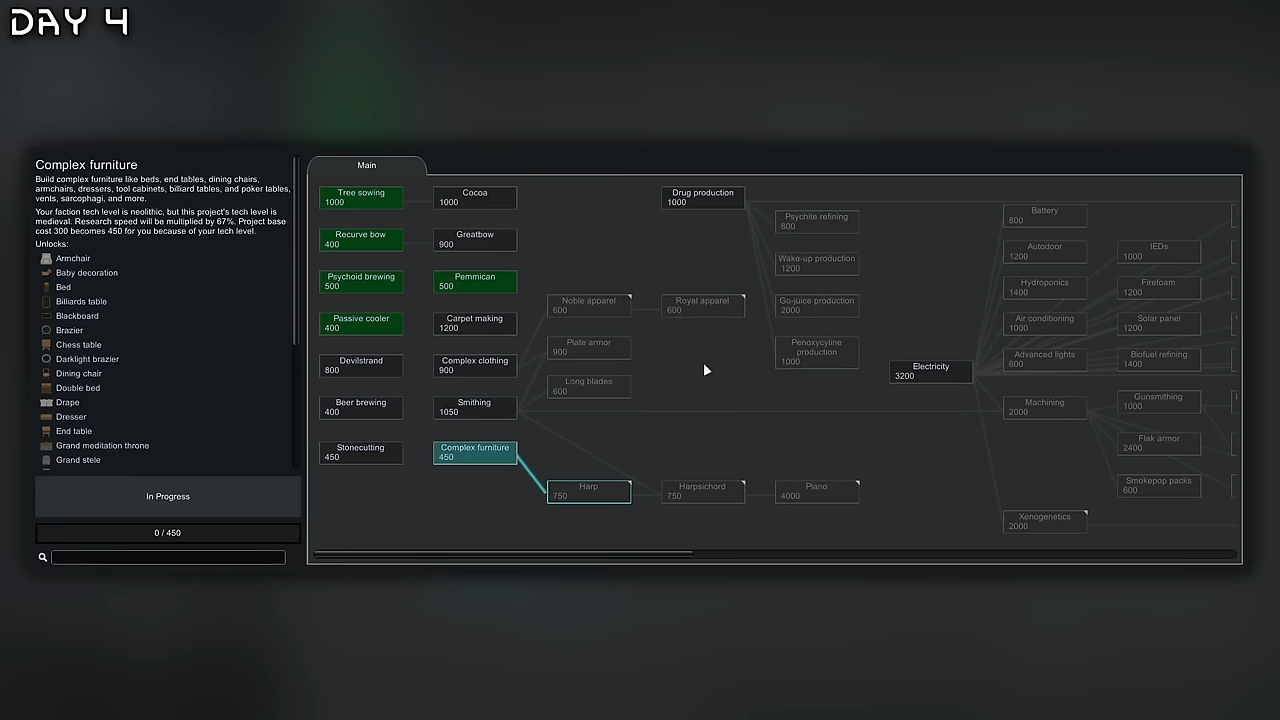 DAY 4
Complex furniture
Build complex furniture like beds, end tables, dining chairs,
armchairs, dressers, tool cabinets, billiard tables, and poker tables,
vents, sarcophagi, and more.
Your faction tech level is neolithic, but this project's tech level is
medieval. Research speed will be multiplied by 67%. Project base
cost 300 becomes 450 for you because of your tech level.
Unlocks:
Armchair
Baby decoration
Bed
Billiards table
Blackboard
Brazier
Chess table
Darklight brazier
Dining chair
Double bed
Drape
Dresser
End table
Grand meditation throne
Grand stele
In Progress
0 / 450
Main
Tree sowing
1000
Recurve bow
400
Psychoid brewing
500
Passive cooler
400
Devilstrand
800
Beer brewing
400
Stonecutting
450
Cocoa
1000
Greatbow
900
Pemmican
500
Carpet making
1200
Complex clothing
900
Smithing
1050
Complex furniture
450
Noble apparel
600
Plate armor
900
Long blades
600
Harp
750
Drug production
1000
Royal apparel
600
Harpsichord
750
Psychite refining
800
Wake-up production
1200
Go-juice production
2000
Penoxycyline
production
1000
Piano
4000
Electricity
3200
Battery
800
Autodoor
1200
Hydroponics
1400
Air conditioning
1000
Advanced lights
600
Machining
2000
Xenogenetics
2000
IEDs
1000
Firefoam
1200
Solar panel
1200
Biofuel refining
1400
Gunsmithing
1000
Flak armor
2400
Smokepop packs
600